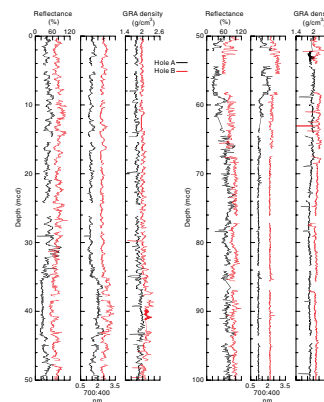 Reflectance
(%)
0 60 120
GRA density
(g/cm³)
1.4 2 2.6
Hole A
Hole B
Depth (mcd)
0
10
20
30
40
50
0.5 2 3.5
700:400
nm
Reflectance
(%)
0 60 120
GRA density
(g/cm³)
1.4 2
Depth (mcd)
50
60
70
80
90
100
0.5 2 3.5
700:400
nm